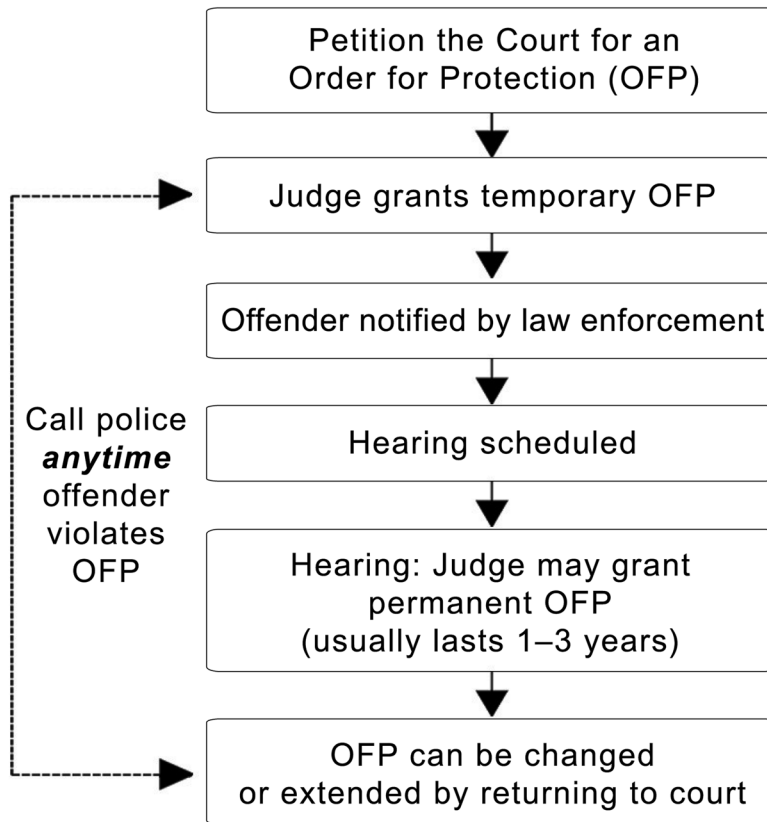 Petition the Court for an
Order for Protection (OFP)
Judge grants temporary OFP
Offender notified by law enforcement
Hearing scheduled
Hearing: Judge may grant
permanent OFP
(usually lasts 1–3 years)
OFP can be changed
or extended by returning to court
Call police
anytime
offender
violates
OFP